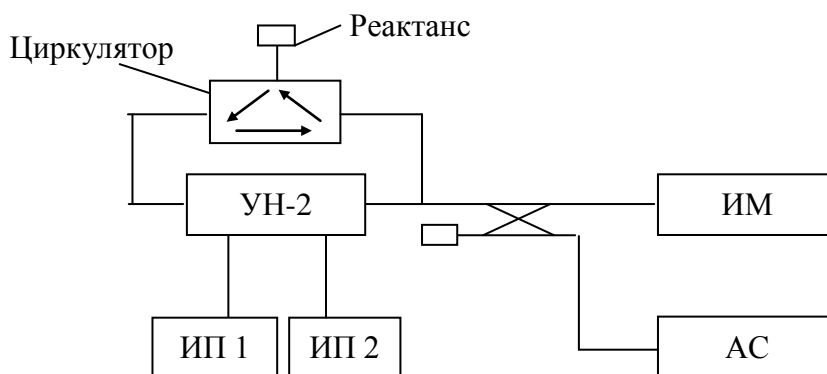 Реактанс
Циркулятор
УН-2
ИМ
ИП 1
ИП 2
АС